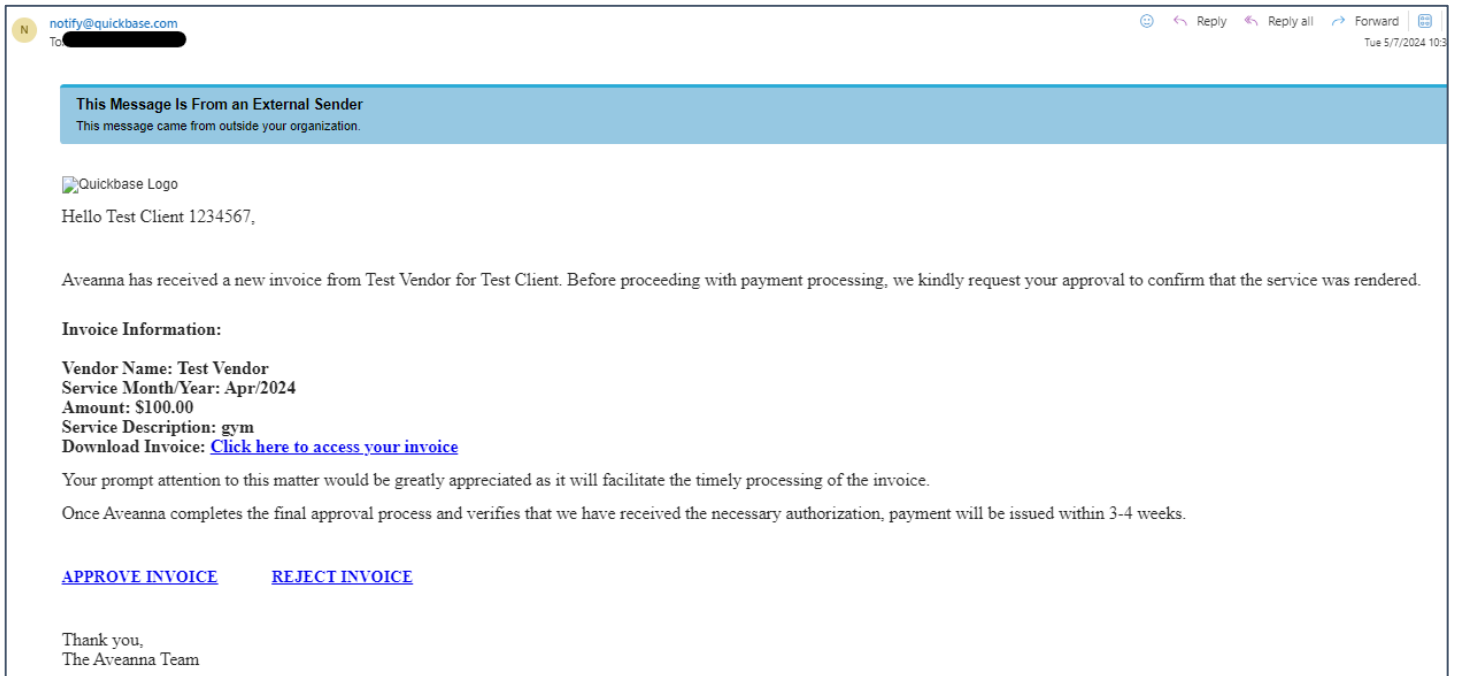 N
notify@quickbase.com
Reply Reply all Forward
To:
Tue 5/7/2024 10:3
This Message Is From an External Sender
This message came from outside your organization.
Quickbase Logo
Hello Test Client 1234567,
Aveanna has received a new invoice from Test Vendor for Test Client. Before proceeding with payment processing, we kindly request your approval to confirm that the service was rendered.
Invoice Information:
Vendor Name: Test Vendor
Service Month/Year: Apr/2024
Amount: $100.00
Service Description: gym
Download Invoice: Click here to access your invoice
Your prompt attention to this matter would be greatly appreciated as it will facilitate the timely processing of the invoice.
Once Aveanna completes the final approval process and verifies that we have received the necessary authorization, payment will be issued within 3-4 weeks.
APPROVE INVOICE REJECT INVOICE
Thank you,
The Aveanna Team